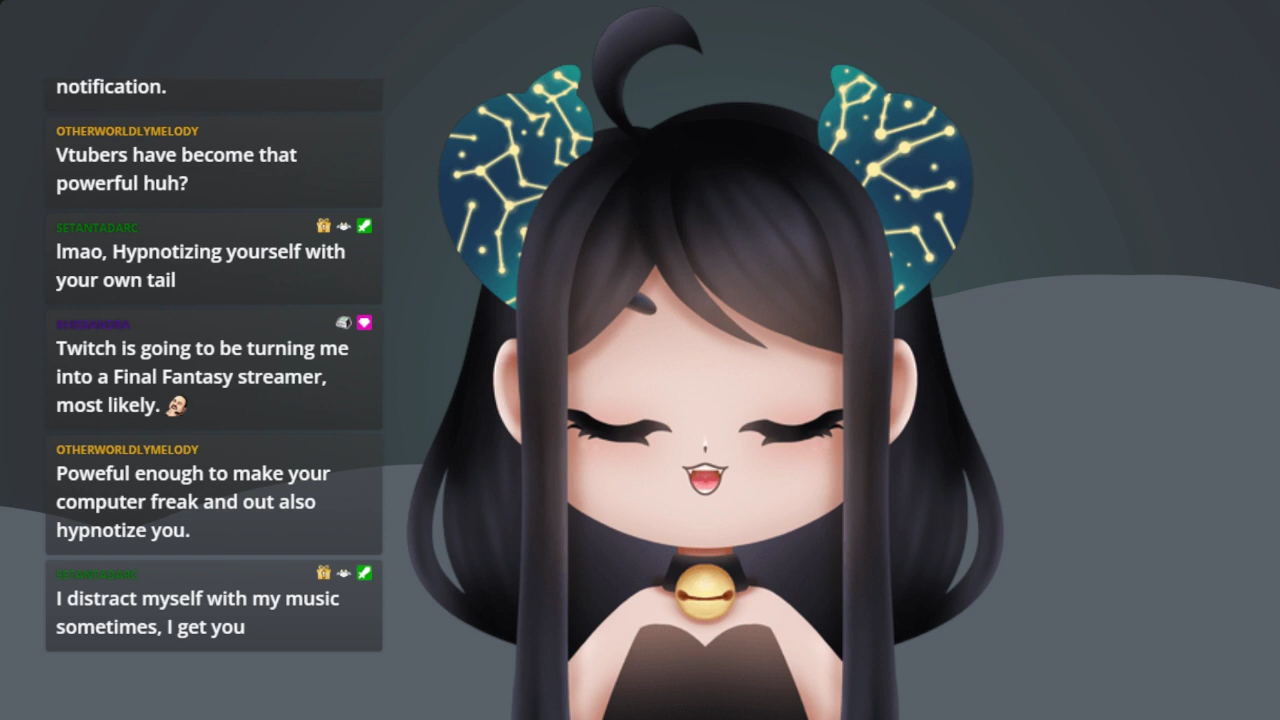 notification.
OTHERWORLDLYMELODY
Vtubers have become that
powerful huh?
SETANTADARC
lmao, Hypnotizing yourself with
your own tail
Twitch is going to be turning me
into a Final Fantasy streamer,
most likely.
OTHERWORLDLYMELODY
Poweful enough to make your
computer freak and out also
hypnotize you.
SETANTADARC
I distract myself with my music
sometimes, I get you